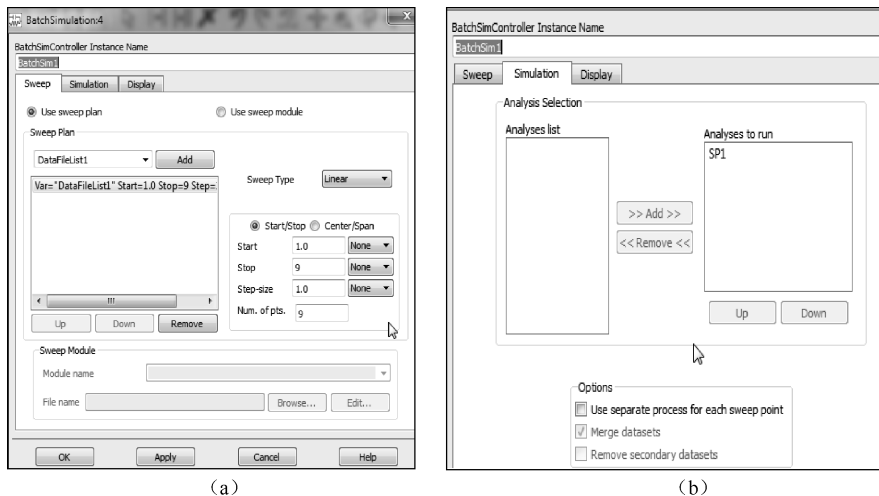 BatchSimulation:4
BatchSimController Instance Name
BatchSim1
Sweep Simulation Display
Use sweep plan Use sweep module
Sweep Plan
DataFileList1 Add
Var="DataFileList1" Start=1.0 Stop=9 Step=
Sweep Type Linear
Start/Stop Center/Span
Start 1.0 None
Stop 9 None
Step-size 1.0 None
Num. of pts. 9
Up Down Remove
Sweep Module
Module name
File name Browse... Edit...
OK Apply Cancel Help
(a)
BatchSimController Instance Name
BatchSim1
Sweep Simulation Display
Analysis Selection
Analyses list
Analyses to run
SP1
>> Add >>
<< Remove <<
Up Down
Options
Use separate process for each sweep point
Merge datasets
Remove secondary datasets
(b)